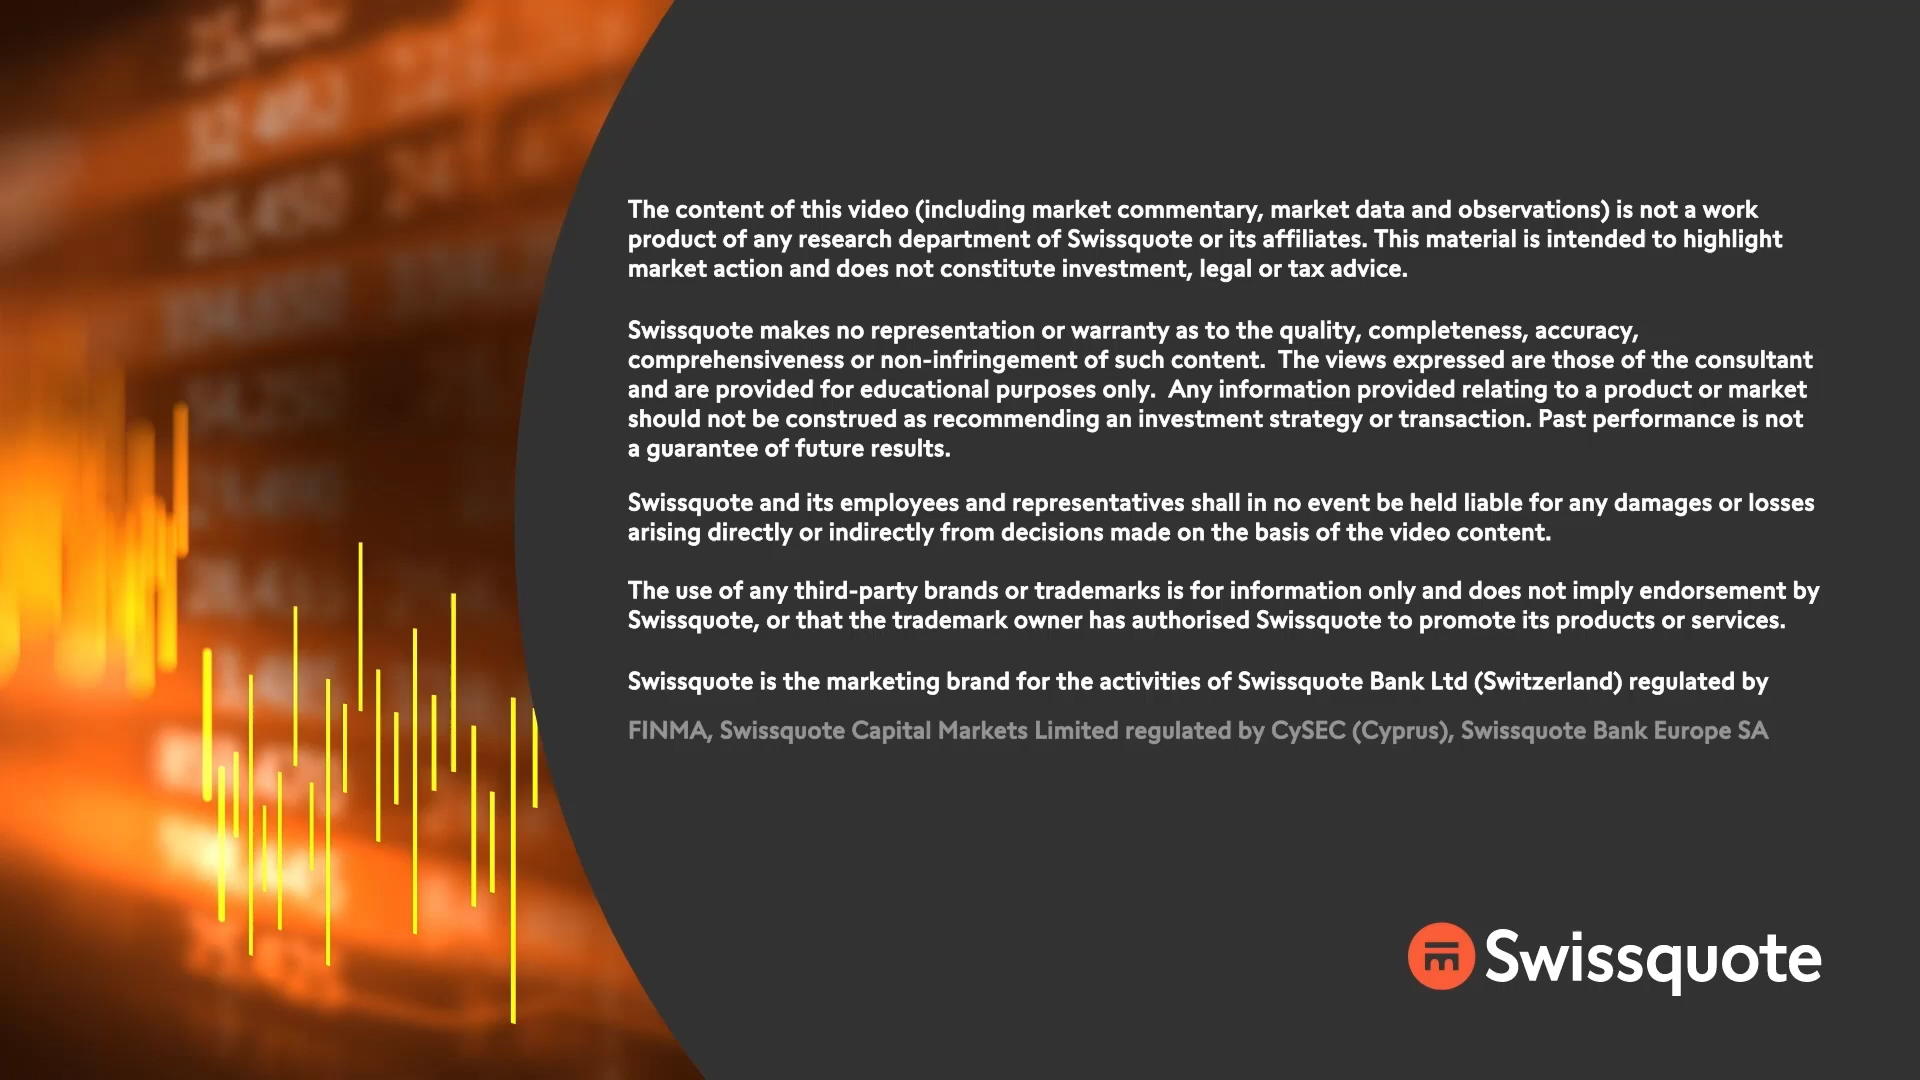 The content of this video (including market commentary, market data and observations) is not a work
product of any research department of Swissquote or its affiliates. This material is intended to highlight
market action and does not constitute investment, legal or tax advice.
Swissquote makes no representation or warranty as to the quality, completeness, accuracy,
comprehensiveness or non-infringement of such content.  The views expressed are those of the consultant
and are provided for educational purposes only.  Any information provided relating to a product or market
should not be construed as recommending an investment strategy or transaction. Past performance is not
a guarantee of future results.
Swissquote and its employees and representatives shall in no event be held liable for any damages or losses
arising directly or indirectly from decisions made on the basis of the video content.
The use of any third-party brands or trademarks is for information only and does not imply endorsement by
Swissquote, or that the trademark owner has authorised Swissquote to promote its products or services.
Swissquote is the marketing brand for the activities of Swissquote Bank Ltd (Switzerland) regulated by
FINMA, Swissquote Capital Markets Limited regulated by CySEC (Cyprus), Swissquote Bank Europe SA
Swissquote